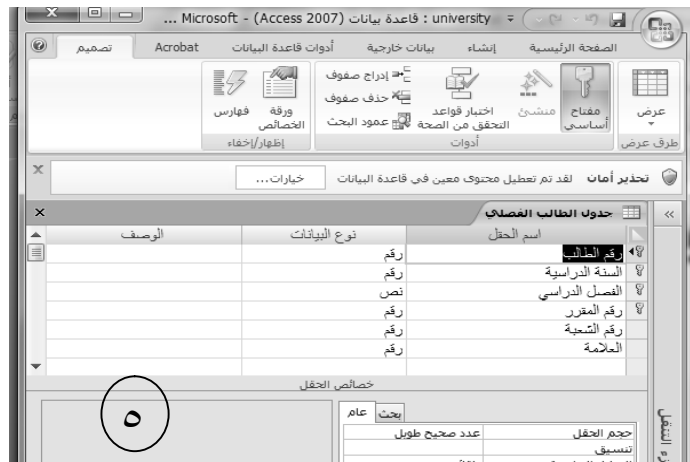 university : قاعدة بيانات (Access 2007) - Microsoft ...
الصفحة الرئيسية إنشاء بيانات خارجية أدوات قاعدة البيانات Acrobat تصميم
عرض
مفتاح أساسي
منشئ
اختبار قواعد التحقق من الصحة
إدراج صفوف
حذف صفوف
عمود البحث
ورقة الخصائص
فهارس
طرق عرض أدوات إظهار/إخفاء
تحذير أمان لقد تم تعطيل محتوى معين في قاعدة البيانات خيارات...
جدول الطالب الفصلي
اسم الحقل نوع البيانات الوصف
رقم الطالب رقم
السنة الدراسية رقم
الفصل الدراسي نص
رقم المقرر رقم
رقم الشعبة رقم
العلامة رقم
خصائص الحقل
عام بحث
حجم الحقل عدد صحيح طويل
تنسيق
٥
التنقل